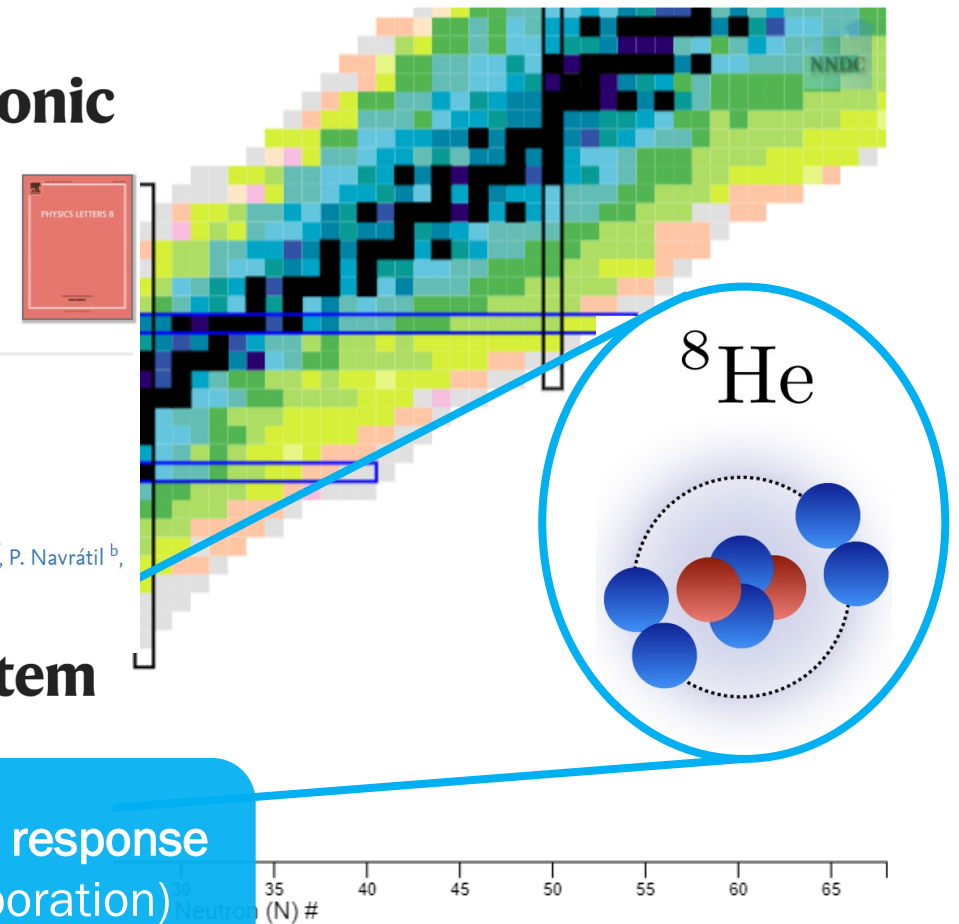 onic
NNDC
PHYSICS LETTERS B
⁸He
, P. Navrátil ᵇ,
tem
response
oration)
30 35 40 45 50 55 60 65
Neutron (N) #